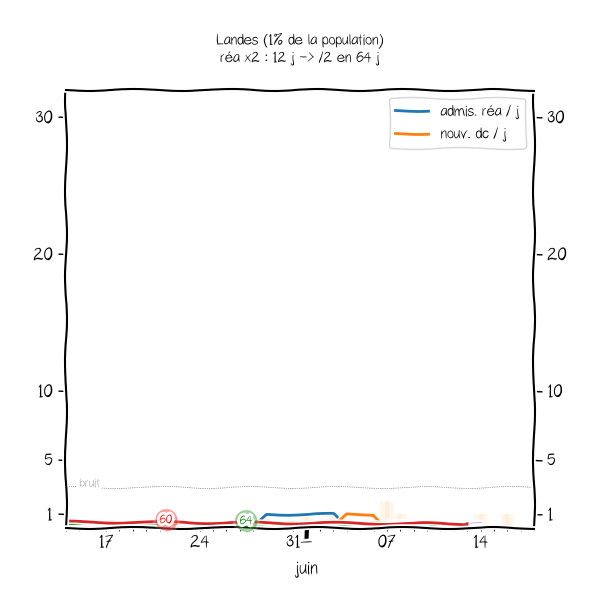 Landes (1% de la population)
réa x2 : 12 j -> /2 en 64 j
admis. réa / j
nouv. dc / j
30
30
20
20
10
10
5
5
bruit
1
60
64
1
17
24
31
07
14
juin